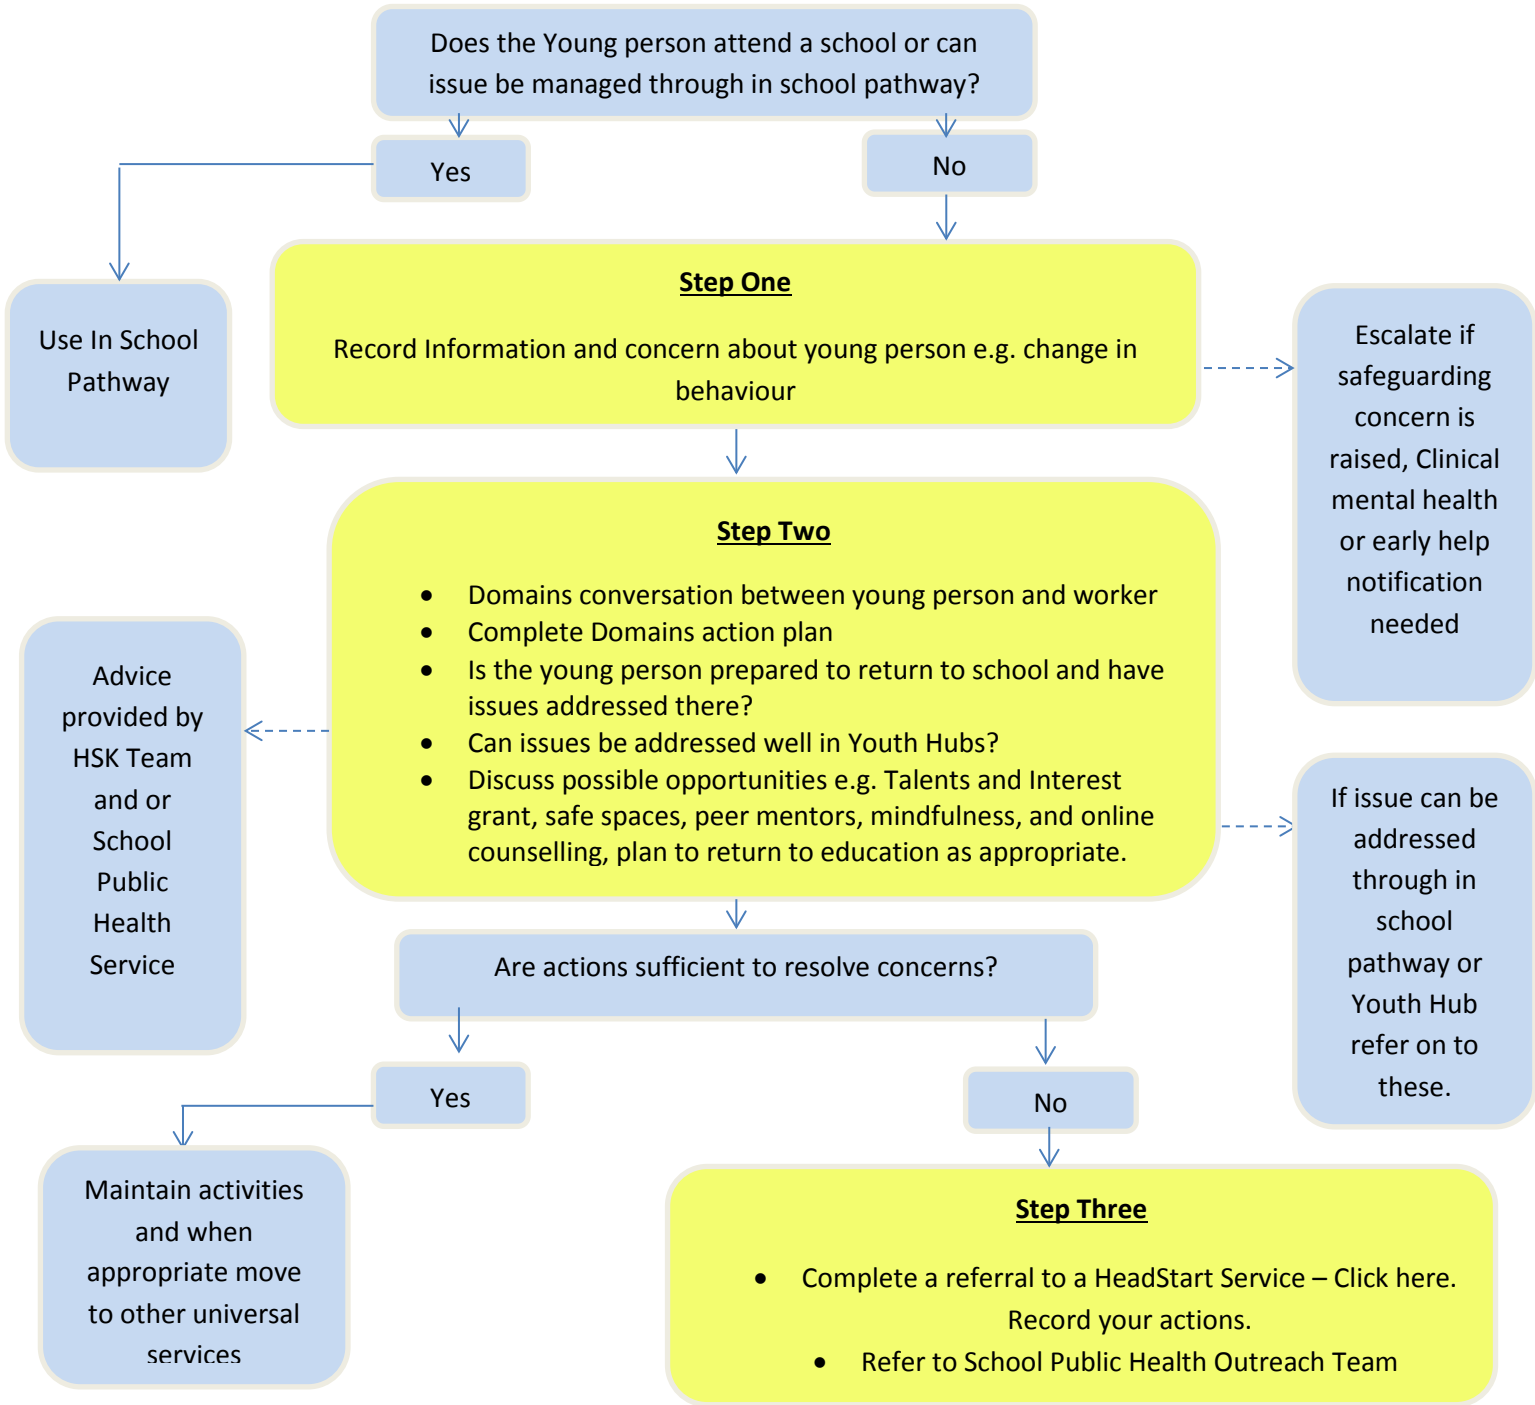 Does the Young person attend a school or can
issue be managed through in school pathway?
Yes
No
Step One
Record Information and concern about young person e.g. change in
behaviour
Use In School
Pathway
Escalate if
safeguarding
concern is
raised, Clinical
mental health
or early help
notification
needed
Step Two
• Domains conversation between young person and worker
• Complete Domains action plan
• Is the young person prepared to return to school and have
issues addressed there?
• Can issues be addressed well in Youth Hubs?
• Discuss possible opportunities e.g. Talents and Interest
grant, safe spaces, peer mentors, mindfulness, and online
counselling, plan to return to education as appropriate.
Advice
provided by
HSK Team
and or
School
Public
Health
Service
If issue can be
addressed
through in
school
pathway or
Youth Hub
refer on to
these.
Are actions sufficient to resolve concerns?
Yes
No
Maintain activities
and when
appropriate move
to other universal
services
Step Three
• Complete a referral to a HeadStart Service – Click here.
Record your actions.
• Refer to School Public Health Outreach Team